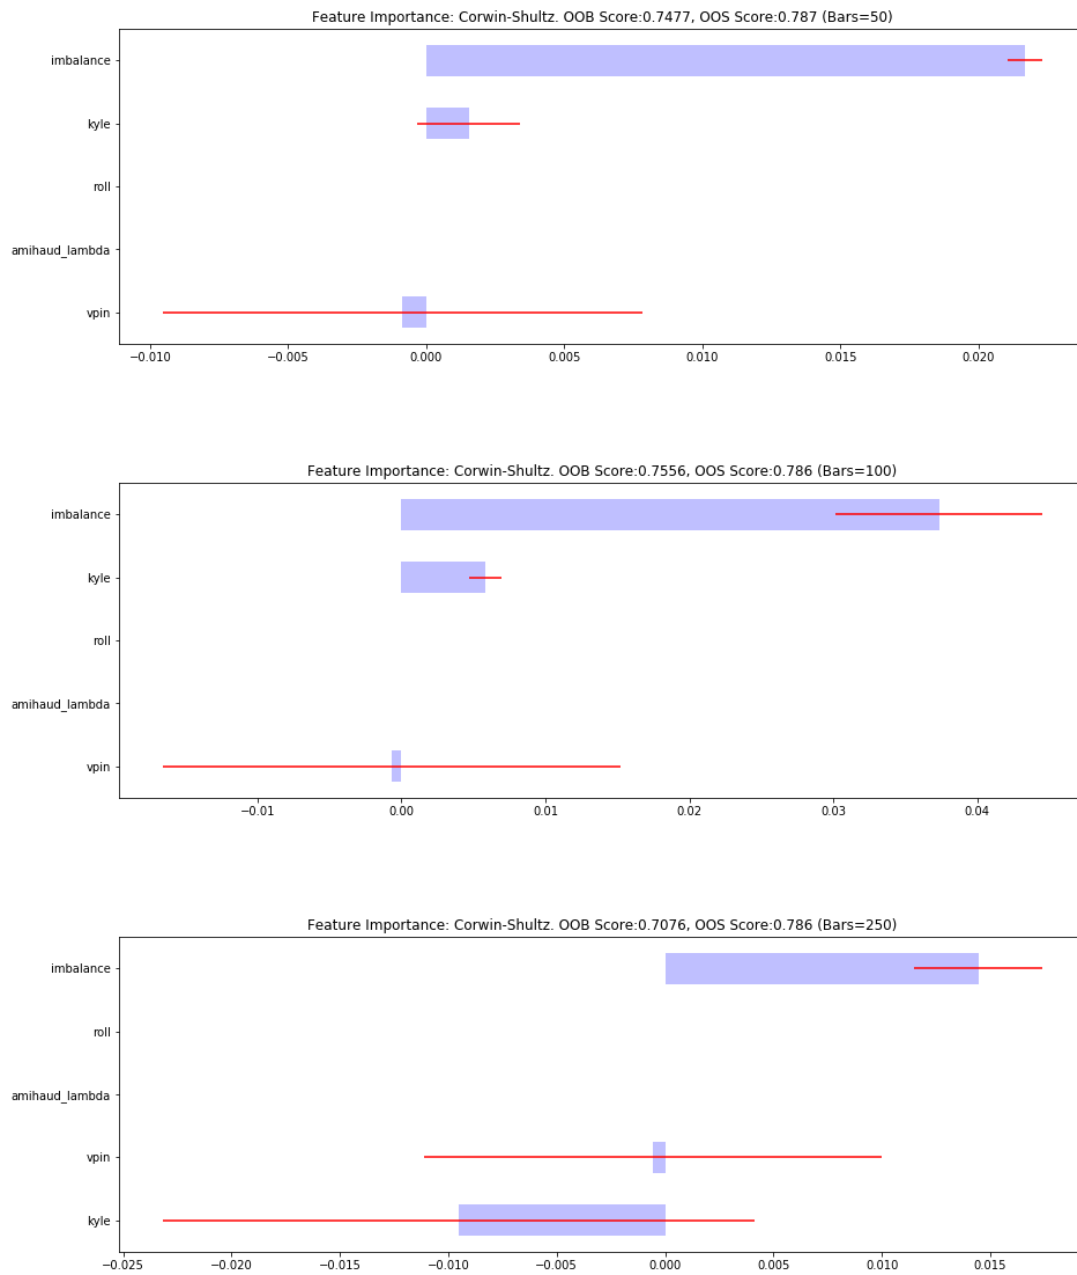 Feature Importance: Corwin-Shultz. OOB Score:0.7477, OOS Score:0.787 (Bars=50)
imbalance
kyle
roll
amihaud_lambda
vpin
−0.010 −0.005 0.000 0.005 0.010 0.015 0.020
Feature Importance: Corwin-Shultz. OOB Score:0.7556, OOS Score:0.786 (Bars=100)
imbalance
kyle
roll
amihaud_lambda
vpin
−0.01 0.00 0.01 0.02 0.03 0.04
Feature Importance: Corwin-Shultz. OOB Score:0.7076, OOS Score:0.786 (Bars=250)
imbalance
roll
amihaud_lambda
vpin
kyle
−0.025 −0.020 −0.015 −0.010 −0.005 0.000 0.005 0.010 0.015